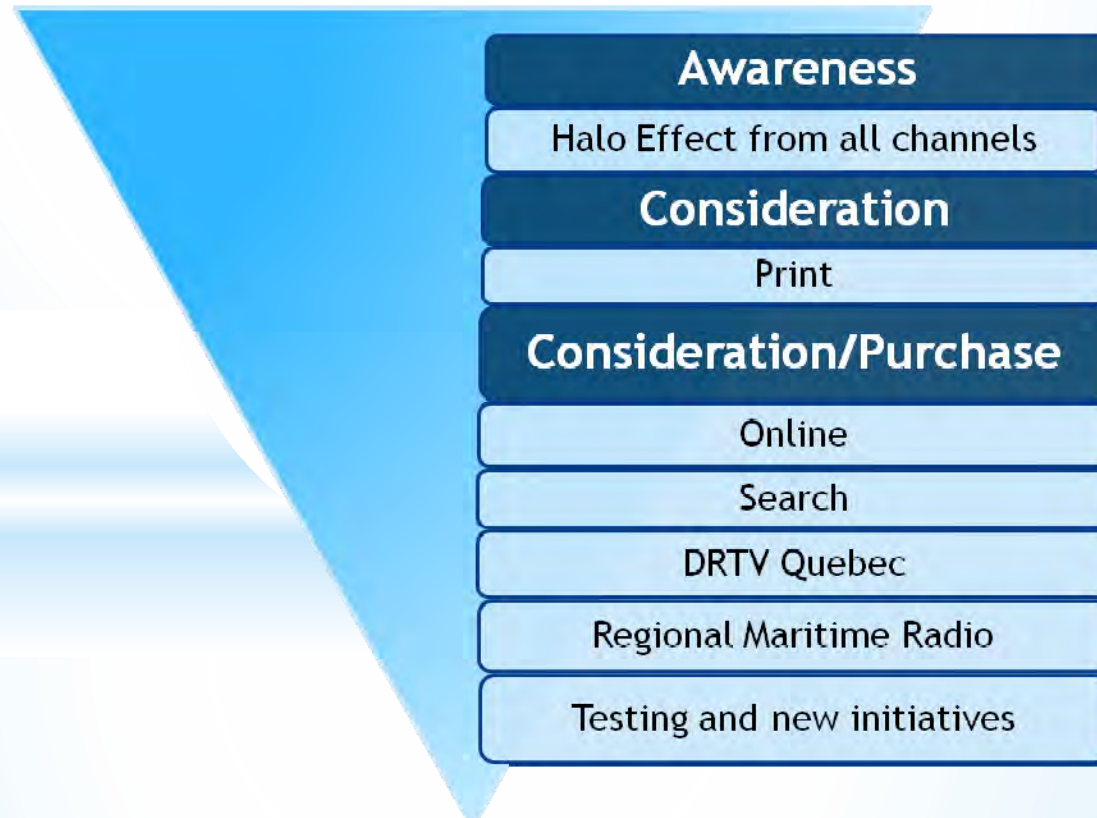 Awareness
Halo Effect from all channels
Consideration
Print
Consideration/Purchase
Online
Search
DRTV Quebec
Regional Maritime Radio
Testing and new initiatives